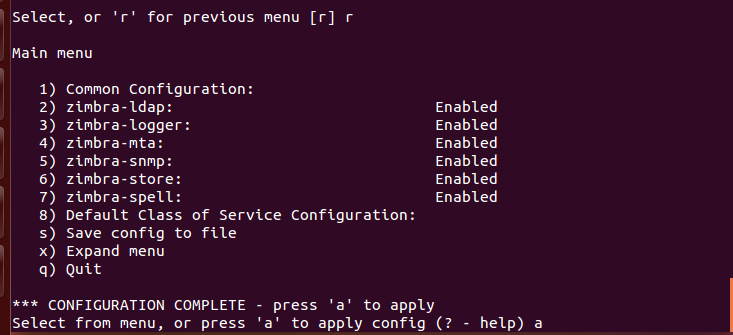 Select, or 'r' for previous menu [r] r
Main menu
1) Common Configuration:
2) zimbra-ldap: Enabled
3) zimbra-logger: Enabled
4) zimbra-mta: Enabled
5) zimbra-snmp: Enabled
6) zimbra-store: Enabled
7) zimbra-spell: Enabled
8) Default Class of Service Configuration:
s) Save config to file
x) Expand menu
q) Quit
*** CONFIGURATION COMPLETE - press 'a' to apply
Select from menu, or press 'a' to apply config (? - help) a